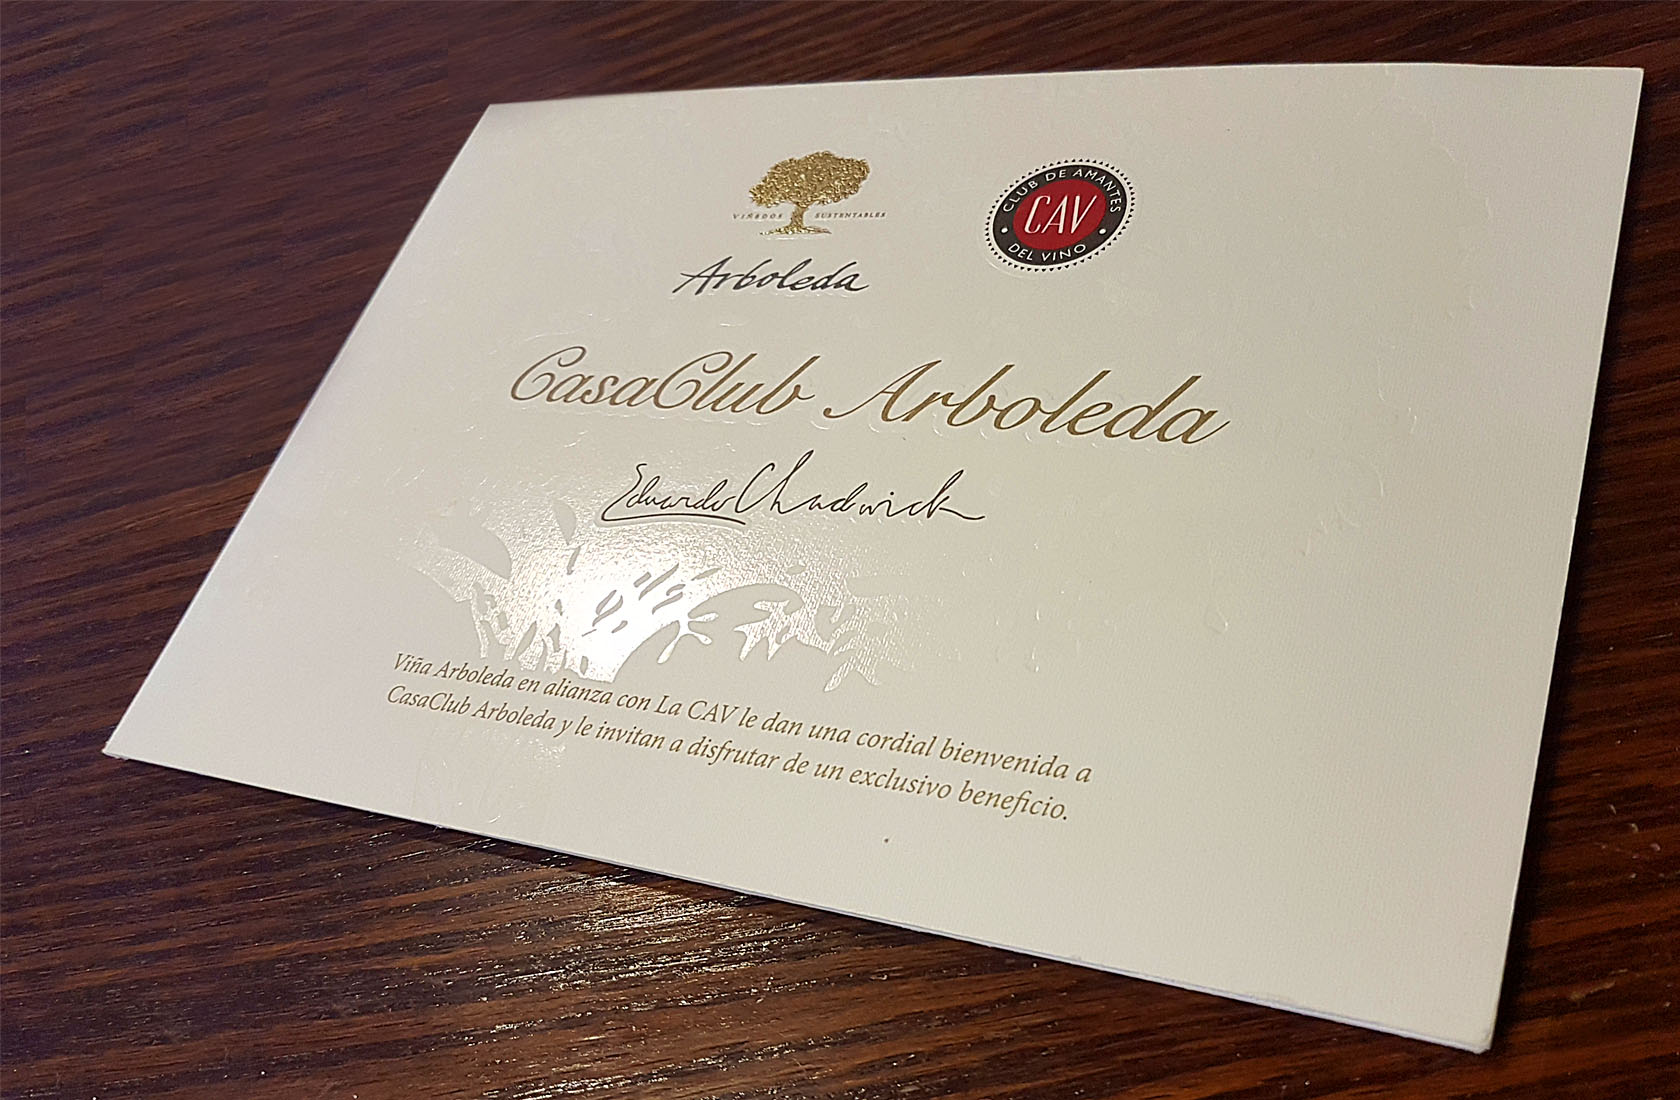 VIÑEDOS SUSTENTABLES
Arboleda
CLUB DE AMANTES
CAV
DEL VINO
CasaClub Arboleda
Eduardo Chadwick
Viña Arboleda en alianza con La CAV le dan una cordial bienvenida a
CasaClub Arboleda y le invitan a disfrutar de un exclusivo beneficio.